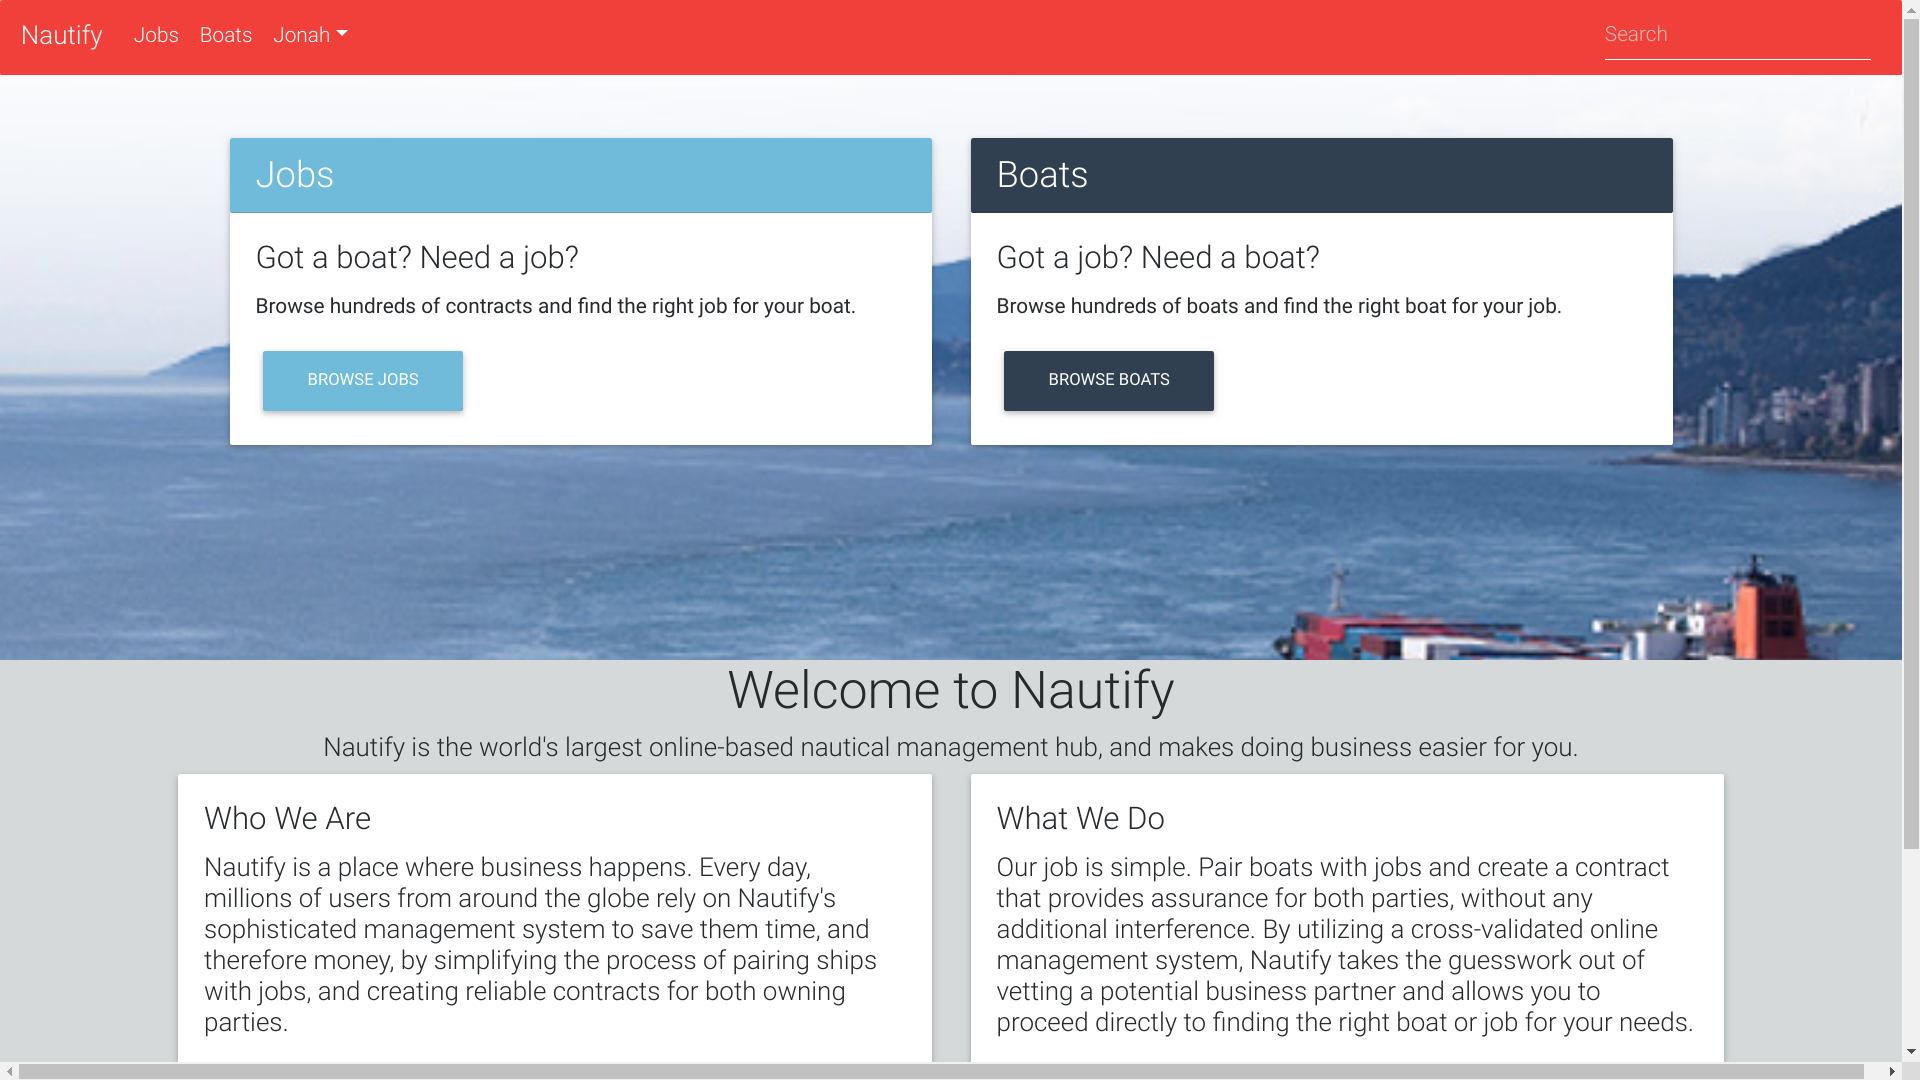 Nautify Jobs Boats Jonah Search
Jobs
Got a boat? Need a job?
Browse hundreds of contracts and find the right job for your boat.
BROWSE JOBS
Boats
Got a job? Need a boat?
Browse hundreds of boats and find the right boat for your job.
BROWSE BOATS
Welcome to Nautify
Nautify is the world's largest online-based nautical management hub, and makes doing business easier for you.
Who We Are
Nautify is a place where business happens. Every day,
millions of users from around the globe rely on Nautify's
sophisticated management system to save them time, and
therefore money, by simplifying the process of pairing ships
with jobs, and creating reliable contracts for both owning
parties.
What We Do
Our job is simple. Pair boats with jobs and create a contract
that provides assurance for both parties, without any
additional interference. By utilizing a cross-validated online
management system, Nautify takes the guesswork out of
vetting a potential business partner and allows you to
proceed directly to finding the right boat or job for your needs.